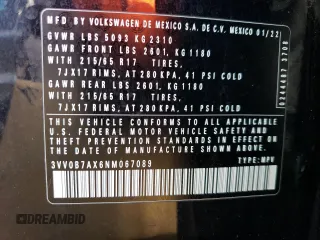 MFD BY VOLKSWAGEN DE MEXICO S.A. DE C.V. MEXICO 01/22
GVWR LBS 5093 KG 2310
GAWR FRONT LBS 2601, KG 1180
WITH 215/65 R17 TIRES,
7JX17 RIMS, AT 280 KPA, 41 PSI COLD
GAWR REAR LBS 2601, KG 1180
WITH 215/65 R17 TIRES,
7JX17 RIMS, AT 280 KPA, 41 PSI COLD
THIS VEHICLE CONFORMS TO ALL APPLICABLE
FEDERAL MOTOR VEHICLE SAFETY, BUMPER, AND
THEFT PREVENTION STANDARDS IN EFFECT ON THE
DATE OF MANUFACTURE SHOWN ABOVE.
3VV0B7AX6NM067089
TYPE: MPV
DREAMBID